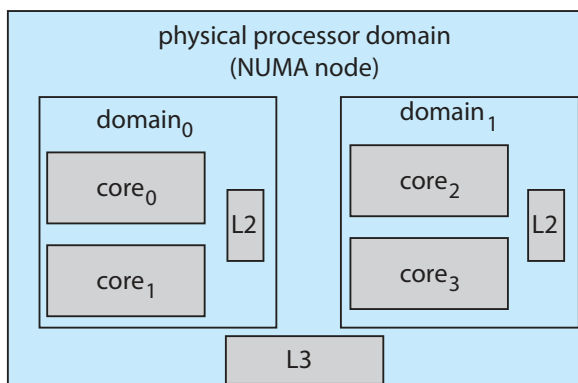 physical processor domain
(NUMA node)
domain₀
core₀
L2
core₁
domain₁
core₂
L2
core₃
L3